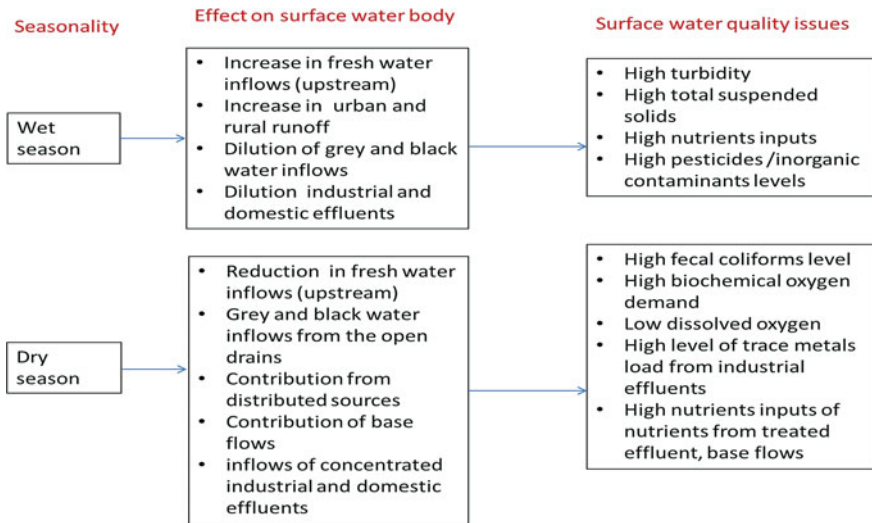 Seasonality
Effect on surface water body
Surface water quality issues
Wet
season
• Increase in fresh water
inflows (upstream)
• Increase in urban and
rural runoff
• Dilution of grey and black
water inflows
• Dilution industrial and
domestic effluents
• High turbidity
• High total suspended
solids
• High nutrients inputs
• High pesticides/inorganic
contaminants levels
Dry
season
• Reduction in fresh water
inflows (upstream)
• Grey and black water
inflows from the open
drains
• Contribution from
distributed sources
• Contribution of base
flows
• inflows of concentrated
industrial and domestic
effluents
• High fecal coliforms level
• High biochemical oxygen
demand
• Low dissolved oxygen
• High level of trace metals
load from industrial
effluents
• High nutrients inputs of
nutrients from treated
effluent, base flows